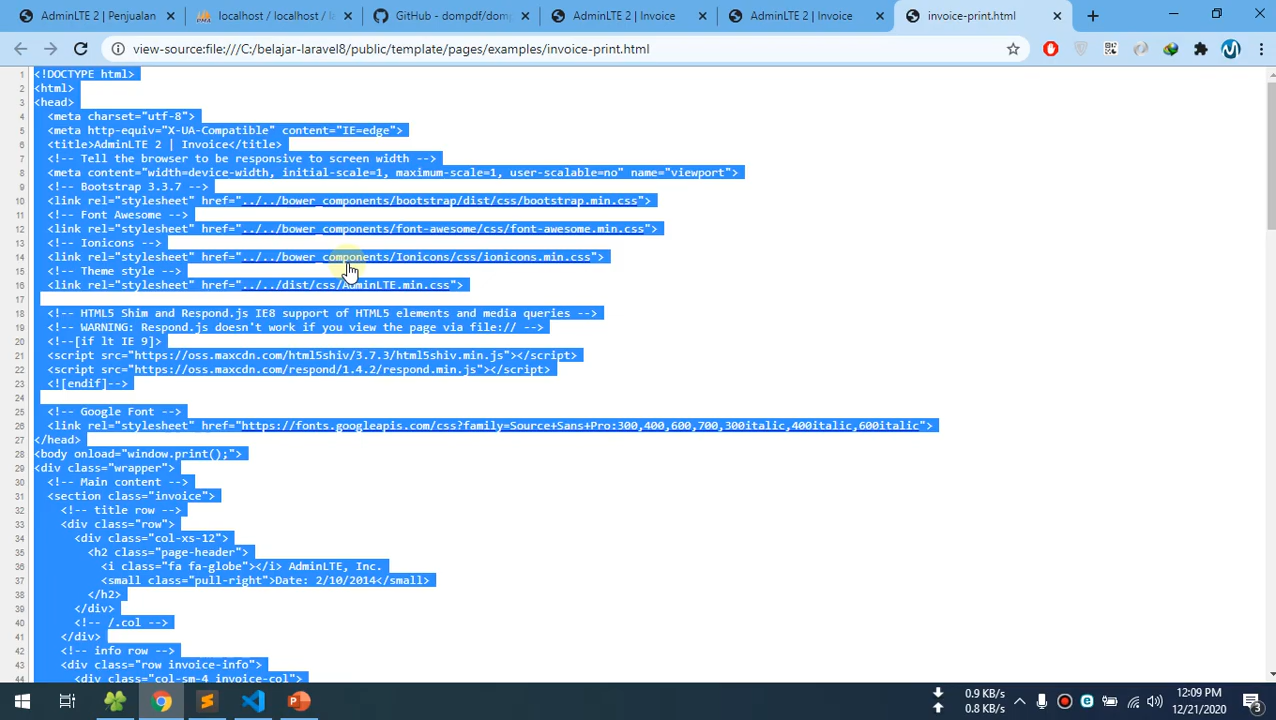 AdminLTE 2 | Penjualan
localhost / localhost / l
GitHub - dompdf/domp
AdminLTE 2 | Invoice
AdminLTE 2 | Invoice
invoice-print.html
view-source:file:///C:/belajar-laravel8/public/template/pages/examples/invoice-print.html
1 <!DOCTYPE html>
2 <html>
3 <head>
4 <meta charset="utf-8">
5 <meta http-equiv="X-UA-Compatible" content="IE=edge">
6 <title>AdminLTE 2 | Invoice</title>
7 <!-- Tell the browser to be responsive to screen width -->
8 <meta content="width=device-width, initial-scale=1, maximum-scale=1, user-scalable=no" name="viewport">
9 <!-- Bootstrap 3.3.7 -->
10 <link rel="stylesheet" href="../../bower_components/bootstrap/dist/css/bootstrap.min.css">
11 <!-- Font Awesome -->
12 <link rel="stylesheet" href="../../bower_components/font-awesome/css/font-awesome.min.css">
13 <!-- Ionicons -->
14 <link rel="stylesheet" href="../../bower_components/Ionicons/css/ionicons.min.css">
15 <!-- Theme style -->
16 <link rel="stylesheet" href="../../dist/css/AdminLTE.min.css">
17
18 <!-- HTML5 Shim and Respond.js IE8 support of HTML5 elements and media queries -->
19 <!-- WARNING: Respond.js doesn't work if you view the page via file:// -->
20 <!--[if lt IE 9]>
21 <script src="https://oss.maxcdn.com/html5shiv/3.7.3/html5shiv.min.js"></script>
22 <script src="https://oss.maxcdn.com/respond/1.4.2/respond.min.js"></script>
23 <![endif]-->
24
25 <!-- Google Font -->
26 <link rel="stylesheet" href="https://fonts.googleapis.com/css?family=Source+Sans+Pro:300,400,600,700,300italic,400italic,600italic">
27 </head>
28 <body onload="window.print();">
29 <div class="wrapper">
30 <!-- Main content -->
31 <section class="invoice">
32 <!-- title row -->
33 <div class="row">
34 <div class="col-xs-12">
35 <h2 class="page-header">
36 <i class="fa fa-globe"></i> AdminLTE, Inc.
37 <small class="pull-right">Date: 2/10/2014</small>
38 </h2>
39 </div>
40 <!-- /.col -->
41 </div>
42 <!-- info row -->
43 <div class="row invoice-info">
44 <div class="col-sm-4 invoice-col">
0.9 KB/s
0.8 KB/s
12:09 PM
12/21/2020
3